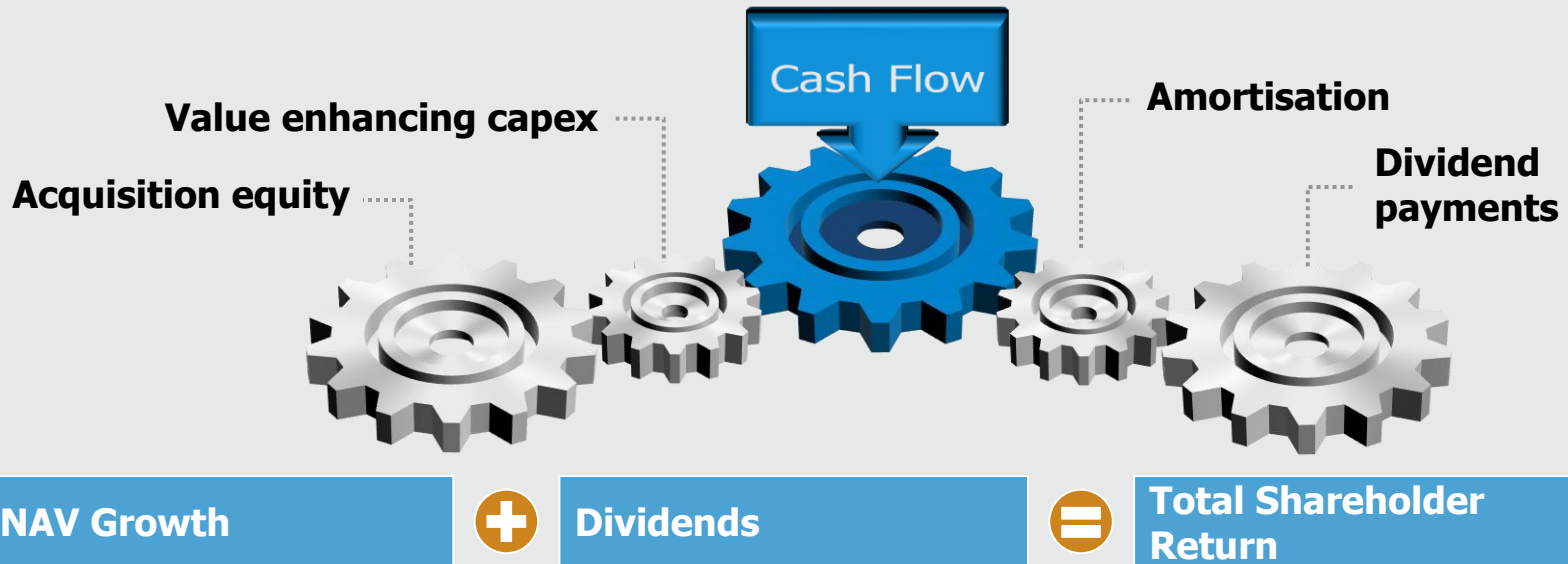 Cash Flow
Value enhancing capex
Amortisation
Acquisition equity
Dividend
payments
NAV Growth
Dividends
Total Shareholder
Return